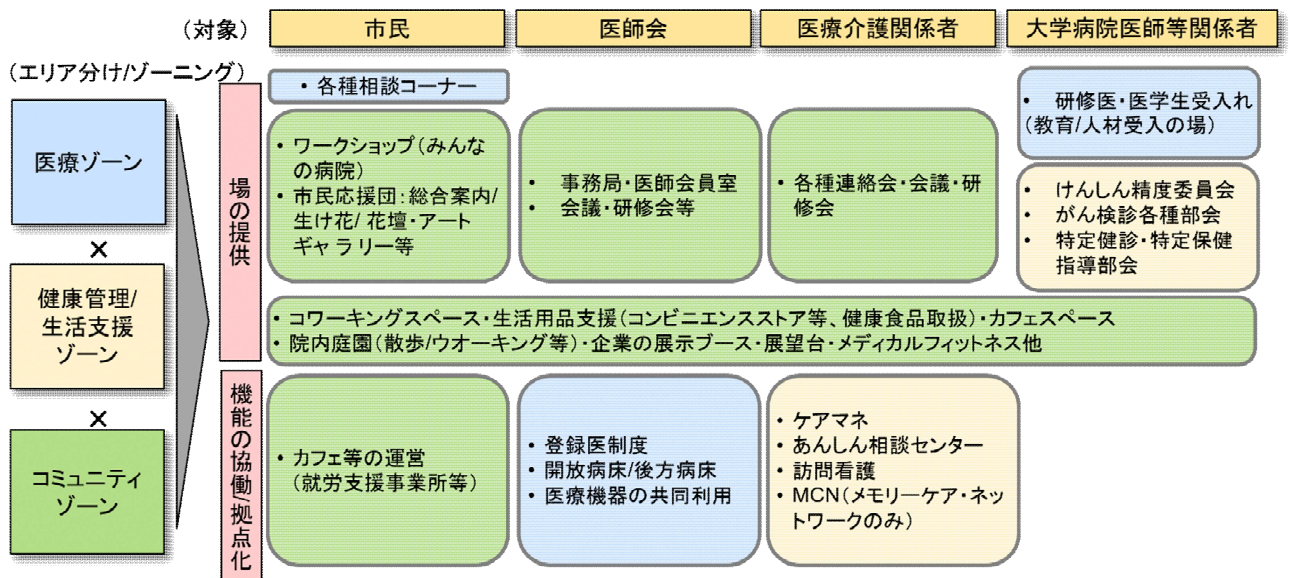 (対象)
市民
医師会
医療介護関係者
大学病院医師等関係者
(エリア分け/ゾーニング)
医療ゾーン
×
健康管理/
生活支援
ゾーン
×
コミュニティ
ゾーン
場の提供
• 各種相談コーナー
• ワークショップ(みんな
の病院)
• 市民応援団:総合案内/
生け花/ 花壇・アート
ギャラリー等
• 事務局・医師会員室
• 会議・研修会等
• 各種連絡会・会議・研
修会
• 研修医・医学生受入れ
(教育/人材受入の場)
• けんしん精度委員会
• がん検診各種部会
• 特定健診・特定保健
指導部会
• コワーキングスペース・生活用品支援(コンビニエンスストア等、健康食品取扱)・カフェスペース
• 院内庭園(散歩/ウオーキング等)・企業の展示ブース・展望台・メディカルフィットネス他
機能の協働/拠点化
• カフェ等の運営
(就労支援事業所等)
• 登録医制度
• 開放病床/後方病床
• 医療機器の共同利用
• ケアマネ
• あんしん相談センター
• 訪問看護
• MCN(メモリーケア・ネッ
トワークのみ)